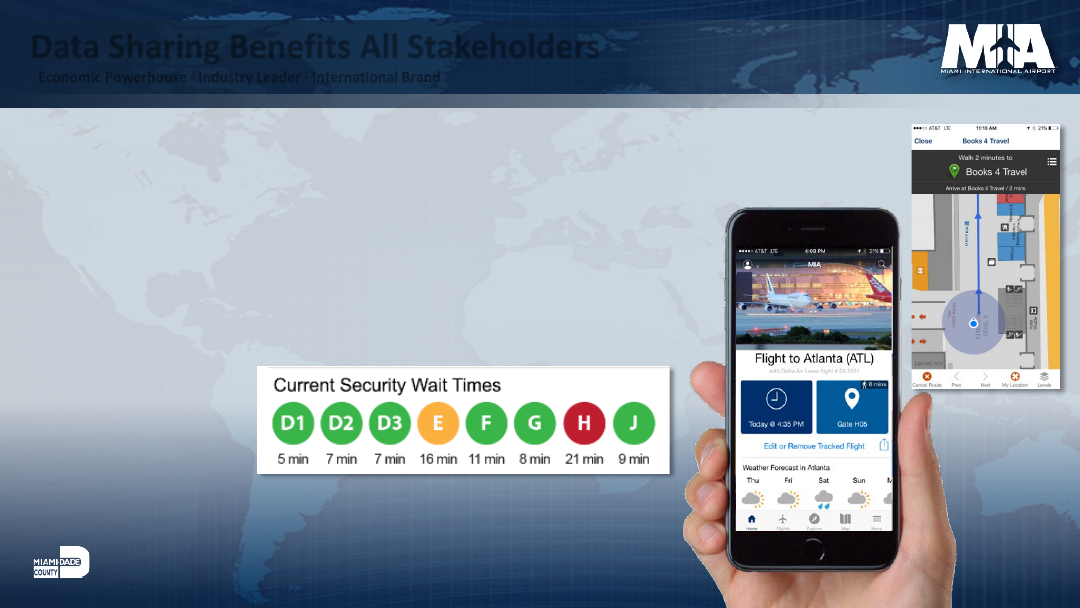 Data Sharing Benefits All Stakeholders
Economic Powerhouse · Industry Leader · International Brand
MIA
MIAMI INTERNATIONAL AIRPORT
AT&T LTE 11:19 AM 21%
Close Books 4 Travel
Walk 2 minutes to
Books 4 Travel
Arrive at Books 4 Travel / 2 mins
Cancel Route Prev Next My Location Levels
AT&T LTE 4:08 PM 31%
MIA
Flight to Atlanta (ATL)
with Delta Air Lines flight # DL1051
8 mins
Today @ 4:35 PM Gate H05
Edit or Remove Tracked Flight
Weather Forecast in Atlanta
Thu Fri Sat Sun
Home Flights Explore Map Menu
Current Security Wait Times
D1 D2 D3 E F G H J
5 min 7 min 7 min 16 min 11 min 8 min 21 min 9 min
MIAMI-DADE
COUNTY